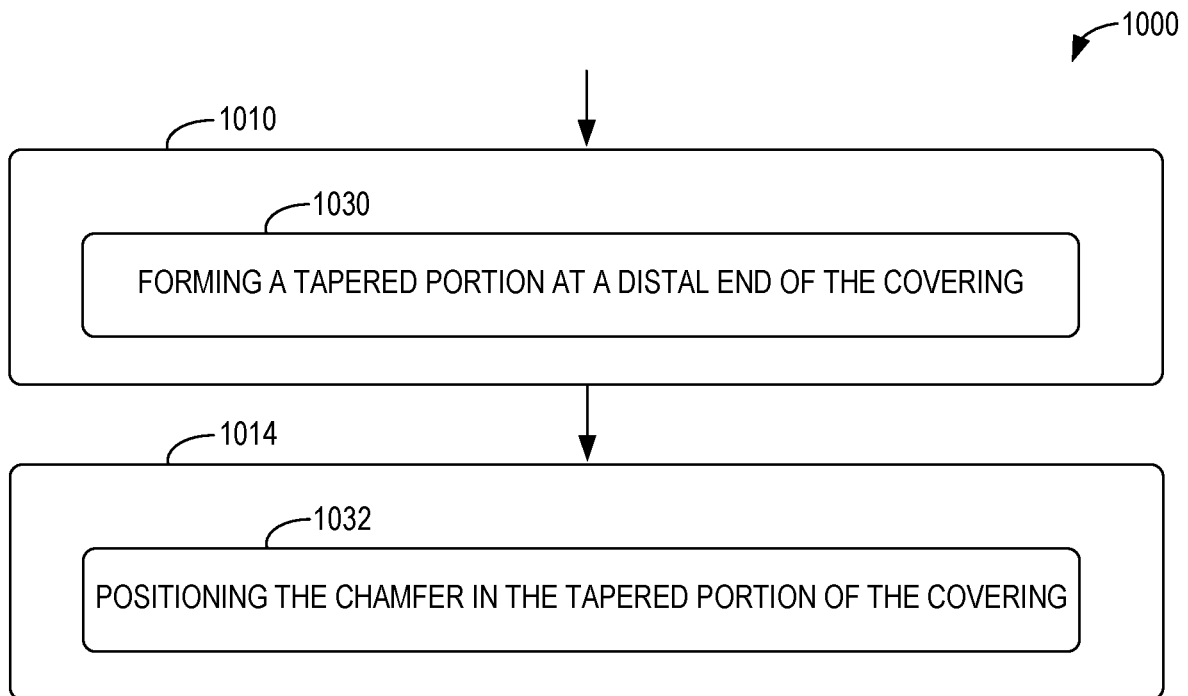 1000
1010
1030
FORMING A TAPERED PORTION AT A DISTAL END OF THE COVERING
1014
1032
POSITIONING THE CHAMFER IN THE TAPERED PORTION OF THE COVERING